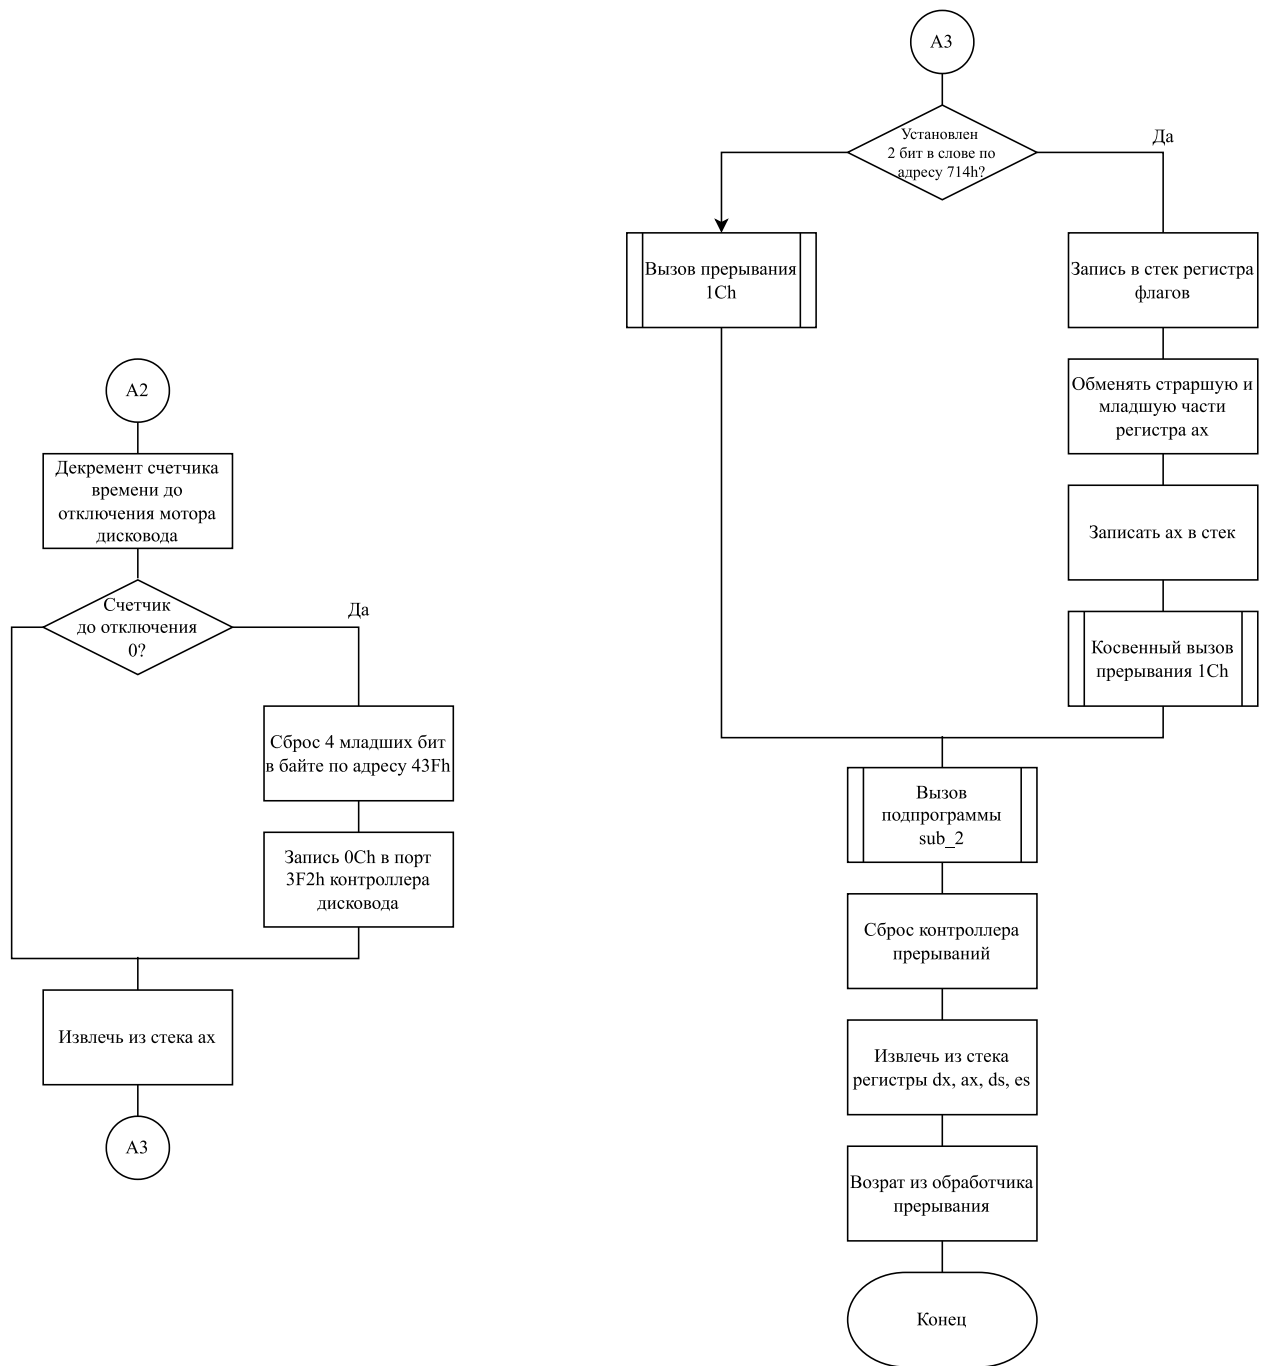 А2
Декремент счетчика
времени до
отключения мотора
дисковода
Счетчик
до отключения
0?
Да
Сброс 4 младших бит
в байте по адресу 43Fh
Запись 0Ch в порт
3F2h контроллера
дисковода
Извлечь из стека ax
А3
А3
Установлен
2 бит в слове по
адресу 714h?
Да
Вызов прерывания
1Ch
Запись в стек регистра
флагов
Обменять страршую и
младшую части
регистра ax
Записать ax в стек
Косвенный вызов
прерывания 1Ch
Вызов
подпрограммы
sub_2
Сброс контроллера
прерываний
Извлечь из стека
регистры dx, ax, ds, es
Возрат из обработчика
прерывания
Конец